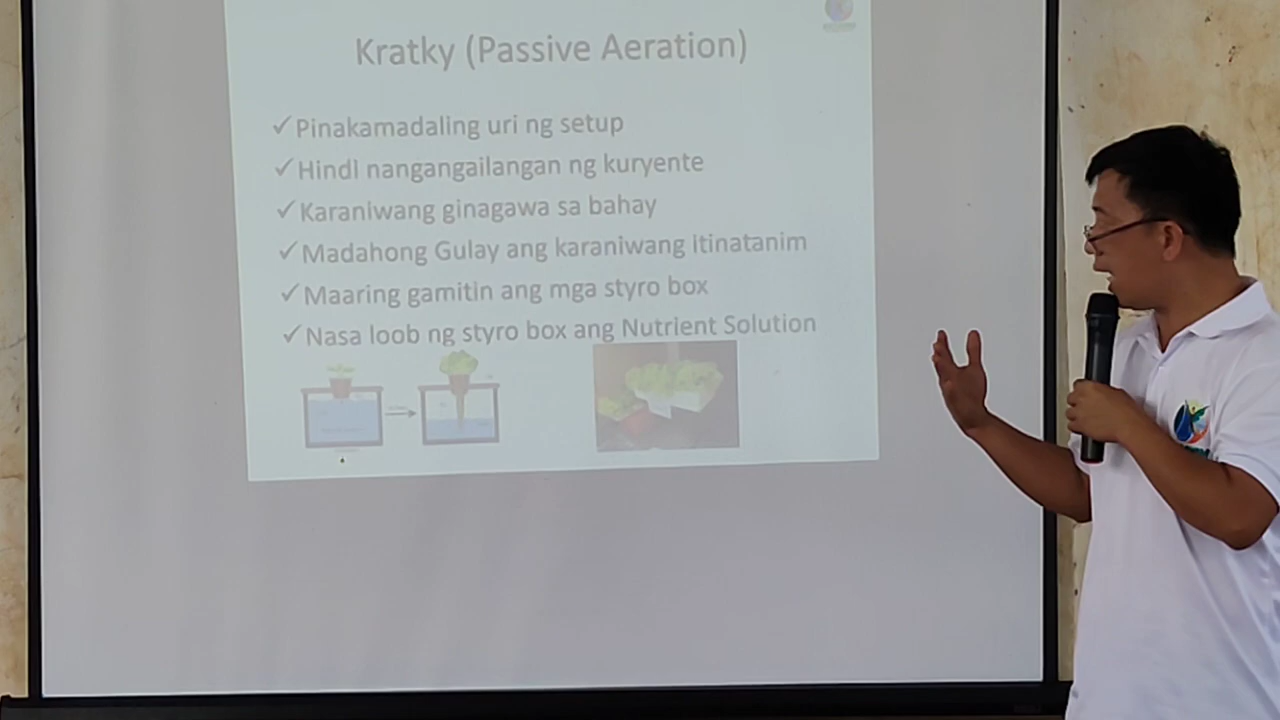 Kratky (Passive Aeration)
✓Pinakamadaling uri ng setup
✓Hindi nangangailangan ng kuryente
✓Karaniwang ginagawa sa bahay
✓Madahong Gulay ang karaniwang itinatanim
✓Maaring gamitin ang mga styro box
✓Nasa loob ng styro box ang Nutrient Solution